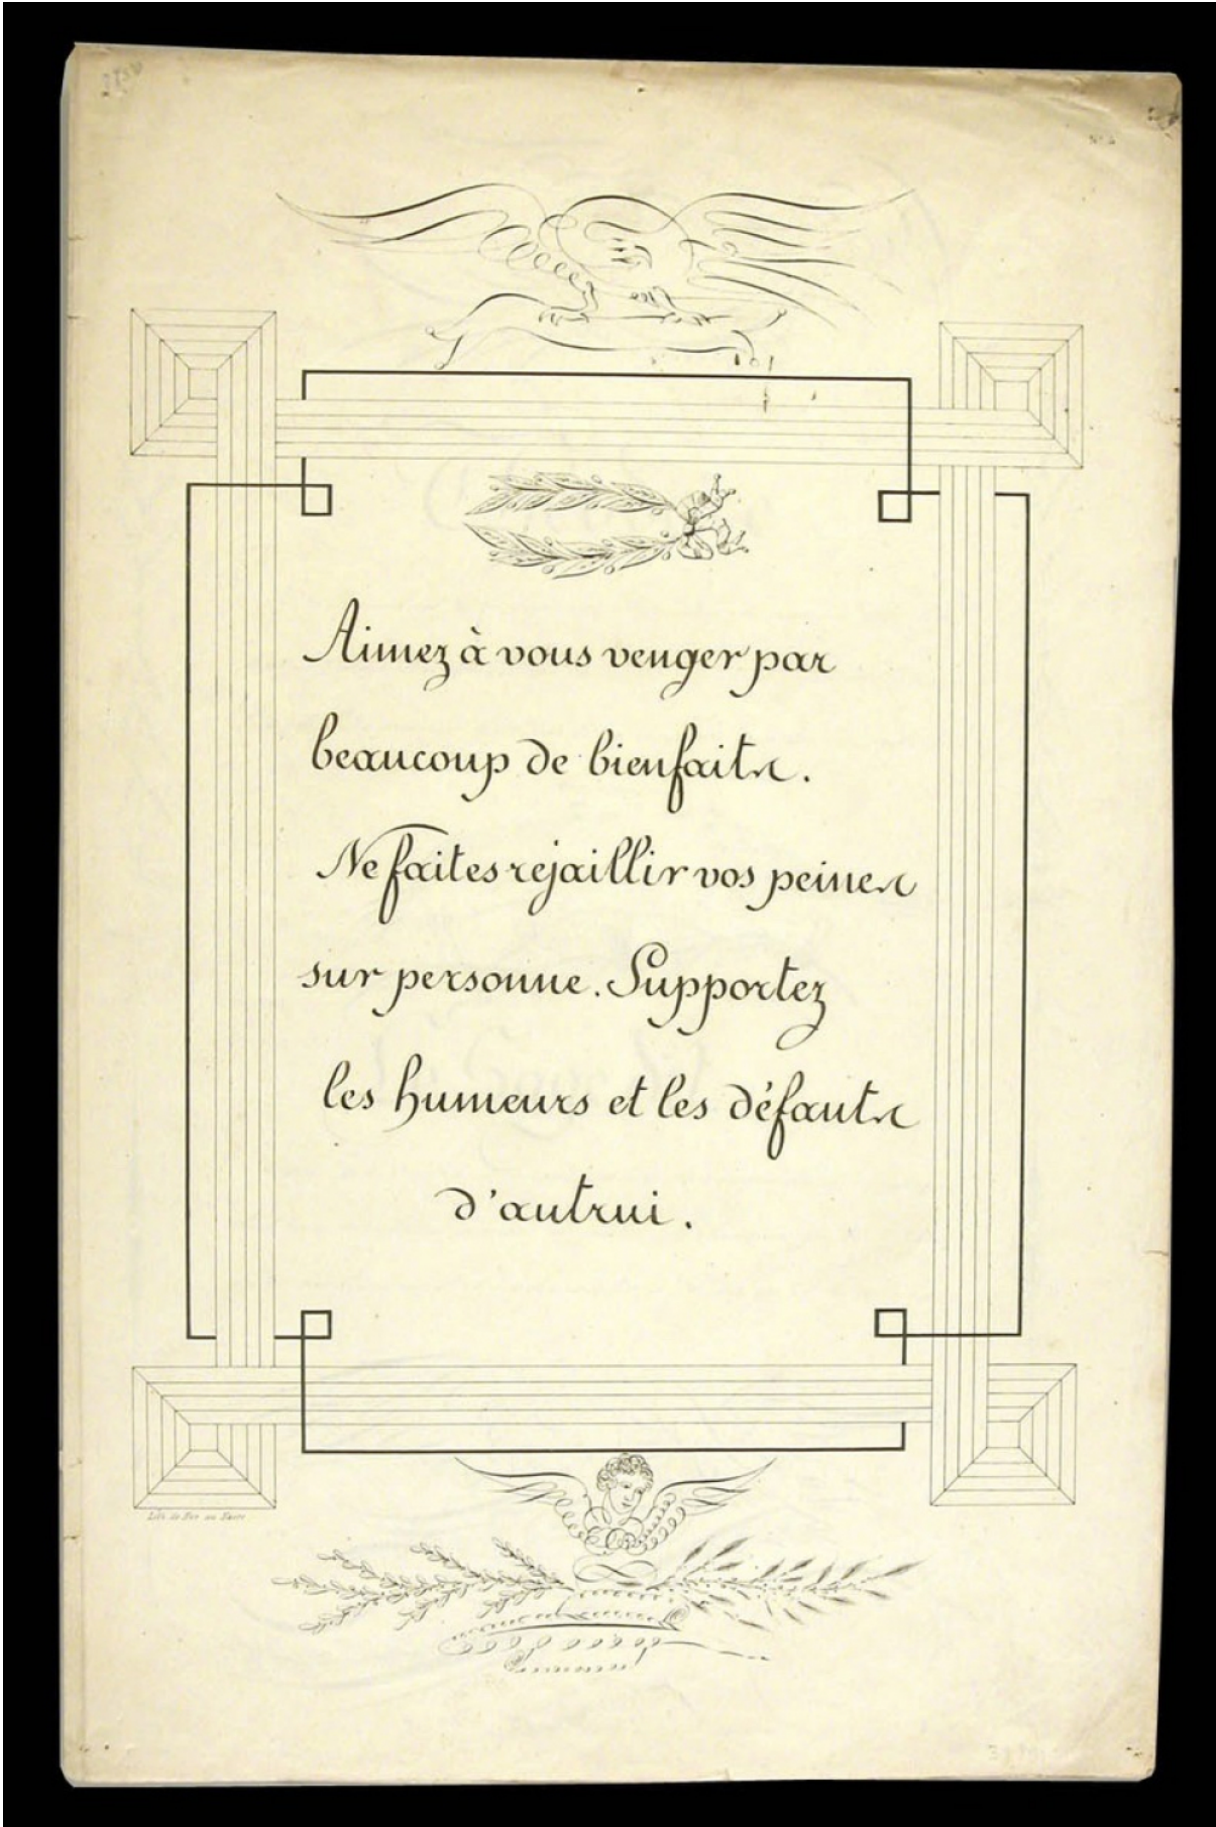 Aimez à vous venger par
beaucoup de bienfaits.
Ne faites rejaillir vos peines
sur personne. Supportez
les humeurs et les défauts
d'autrui.